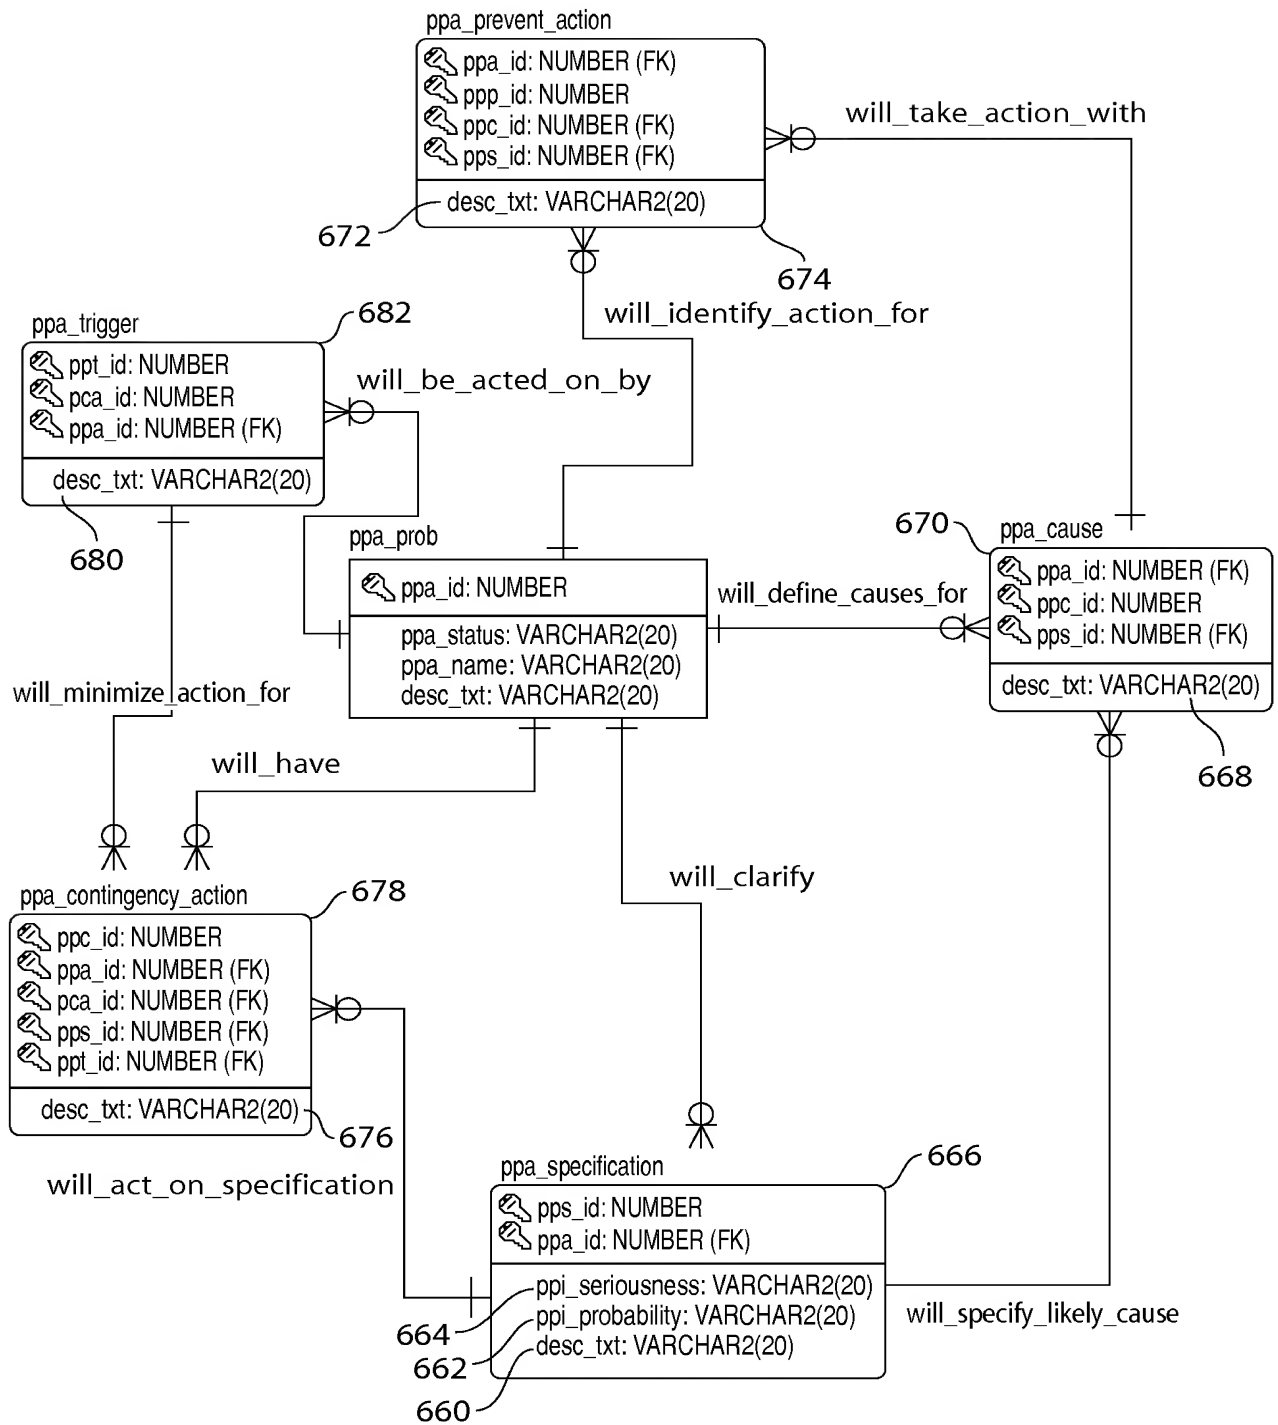 ppa_prevent_action
ppa_id: NUMBER (FK)
ppp_id: NUMBER
ppc_id: NUMBER (FK)
pps_id: NUMBER (FK)
desc_txt: VARCHAR2(20)
672
674
will_take_action_with
will_identify_action_for
ppa_trigger
682
ppt_id: NUMBER
pca_id: NUMBER
ppa_id: NUMBER (FK)
desc_txt: VARCHAR2(20)
680
will_be_acted_on_by
ppa_prob
ppa_id: NUMBER
ppa_status: VARCHAR2(20)
ppa_name: VARCHAR2(20)
desc_txt: VARCHAR2(20)
will_define_causes_for
670
ppa_cause
ppa_id: NUMBER (FK)
ppc_id: NUMBER
pps_id: NUMBER (FK)
desc_txt: VARCHAR2(20)
668
will_minimize_action_for
will_have
will_clarify
ppa_contingency_action
678
ppc_id: NUMBER
ppa_id: NUMBER (FK)
pca_id: NUMBER (FK)
pps_id: NUMBER (FK)
ppt_id: NUMBER (FK)
desc_txt: VARCHAR2(20)
676
will_act_on_specification
ppa_specification
666
pps_id: NUMBER
ppa_id: NUMBER (FK)
ppi_seriousness: VARCHAR2(20)
ppi_probability: VARCHAR2(20)
desc_txt: VARCHAR2(20)
664
662
660
will_specify_likely_cause